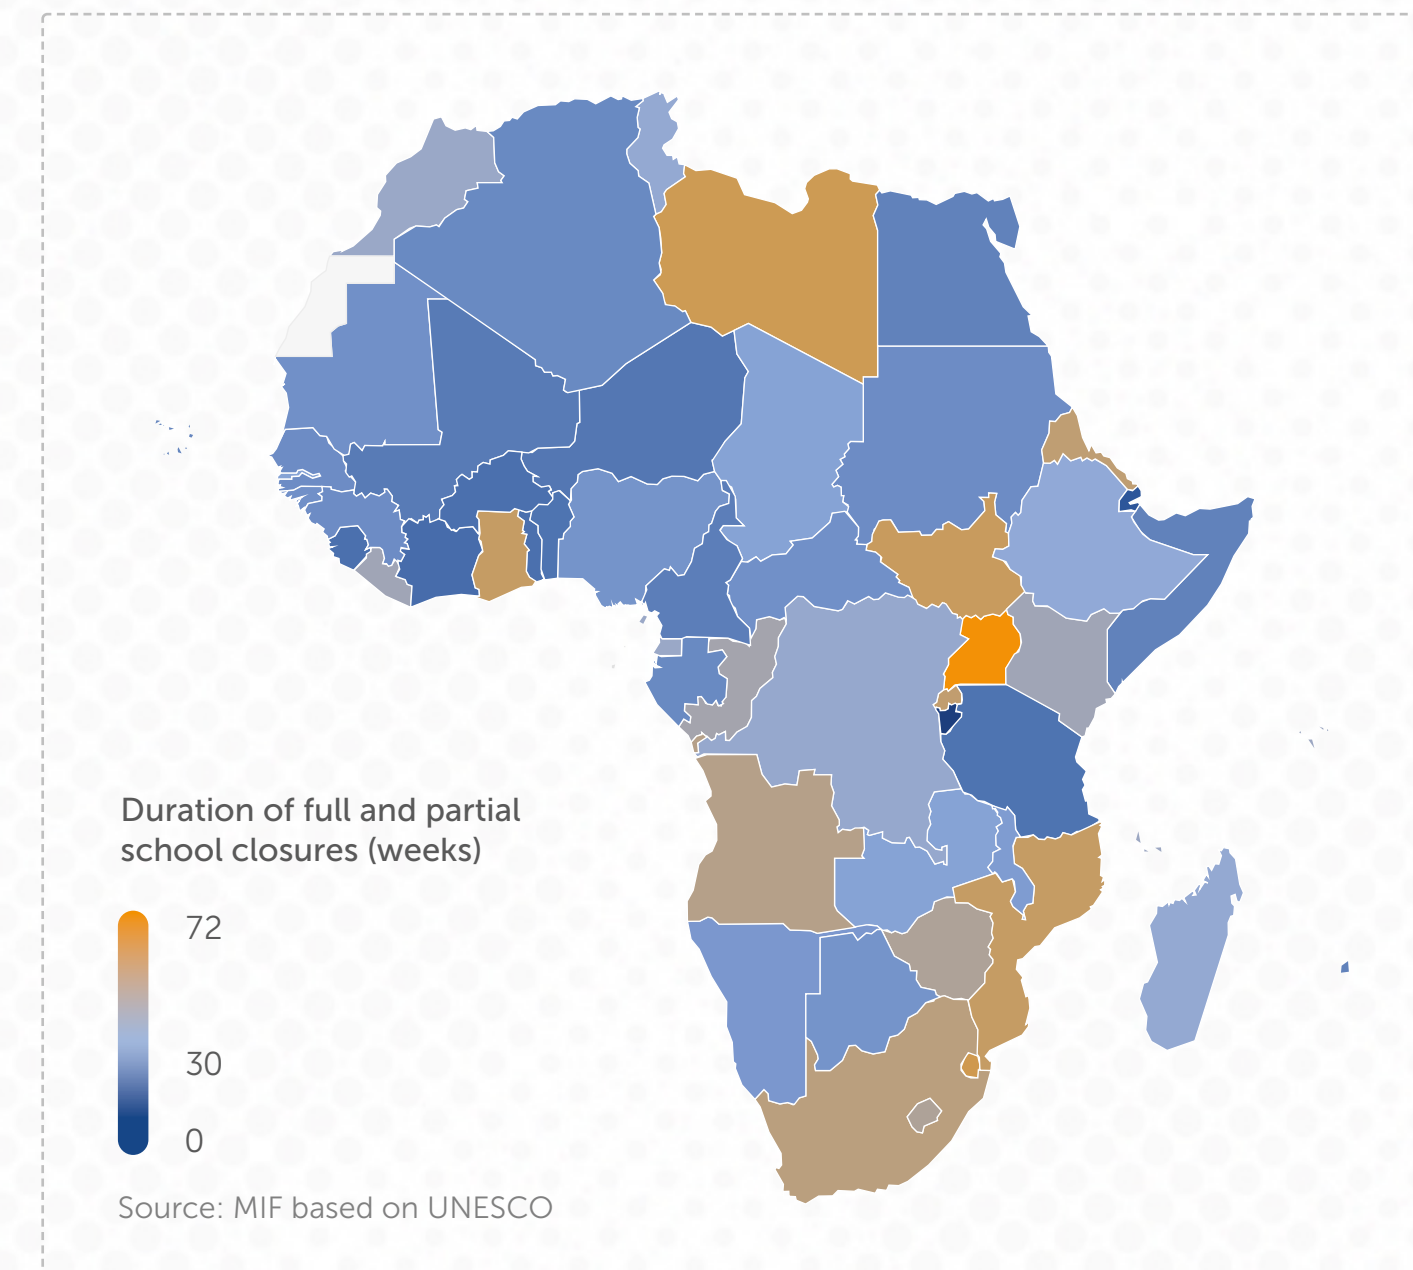 Duration of full and partial
school closures (weeks)
72
30
0
Source: MIF based on UNESCO